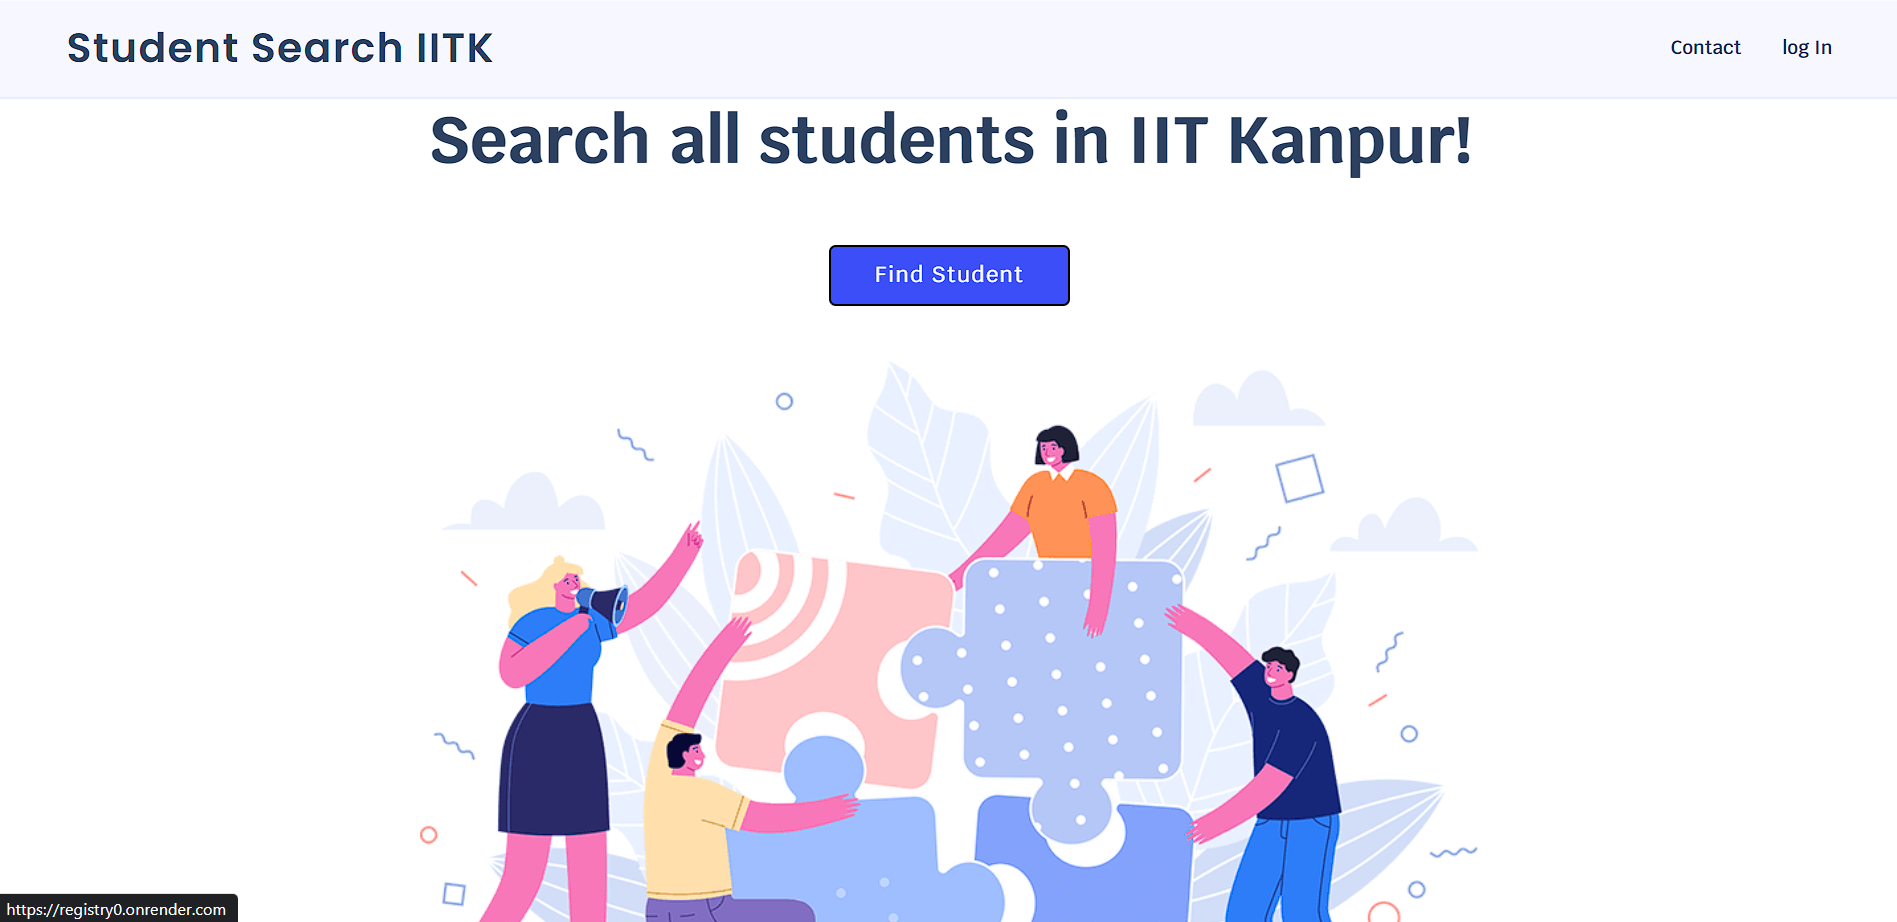 Student Search IITK
Contact
log In
Search all students in IIT Kanpur!
Find Student
https://registry0.onrender.com